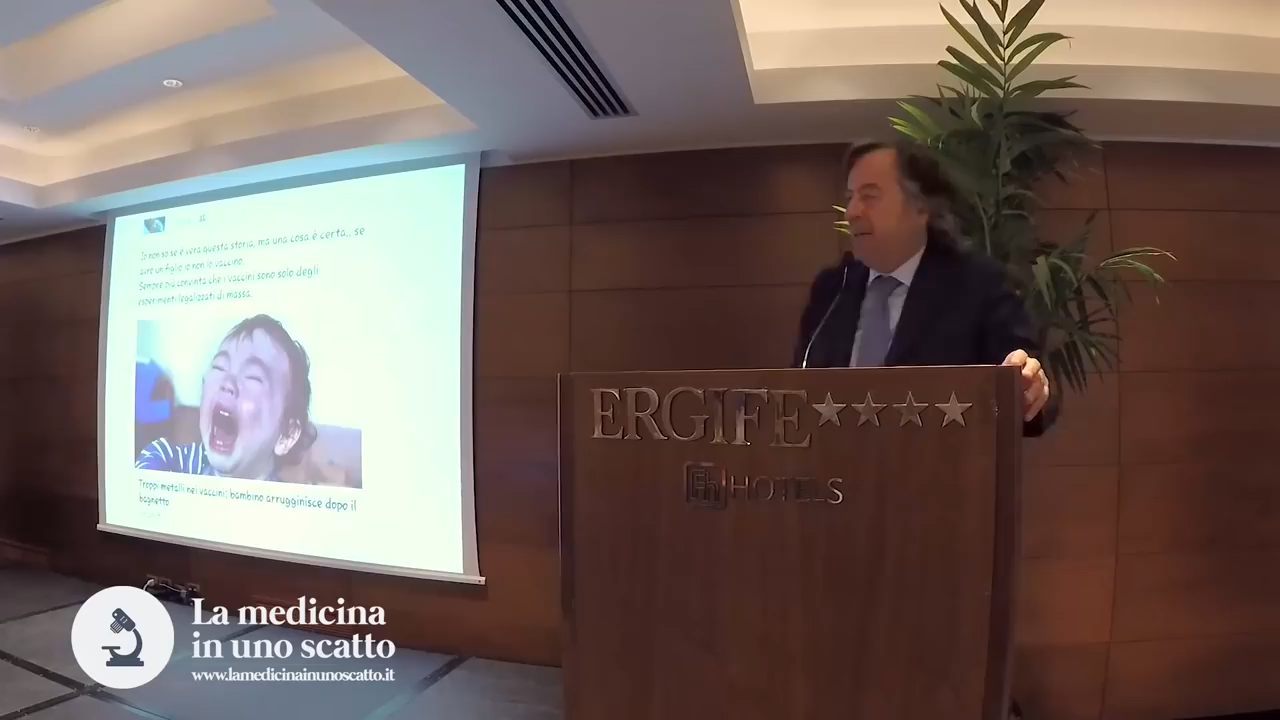 Io non so se è vera questa storia, ma una cosa è certa.. se
avrò un figlio io non lo vaccino.
Sempre più convinta che i vaccini sono solo degli
esperimenti legalizzati di massa.
Troppi metalli nei vaccini: bambino arrugginisce dopo il
bagnetto
ERGIFE
EH HOTELS
La medicina
in uno scatto
www.lamedicinainunoscatto.it